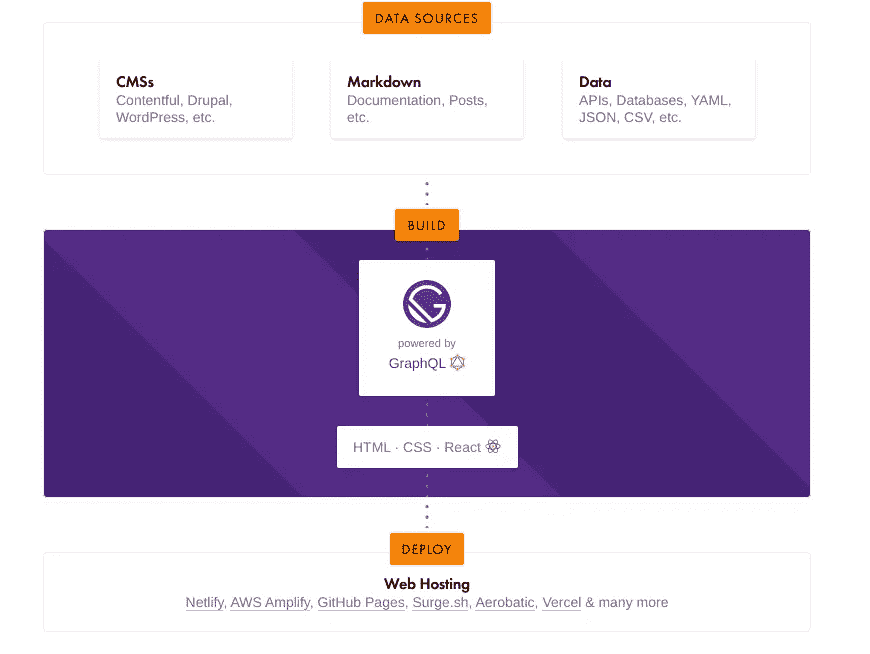 DATA SOURCES
CMSs
Contentful, Drupal,
WordPress, etc.
Markdown
Documentation, Posts,
etc.
Data
APIs, Databases, YAML,
JSON, CSV, etc.
BUILD
powered by
GraphQL
HTML · CSS · React
DEPLOY
Web Hosting
Netlify, AWS Amplify, GitHub Pages, Surge.sh, Aerobatic, Vercel & many more